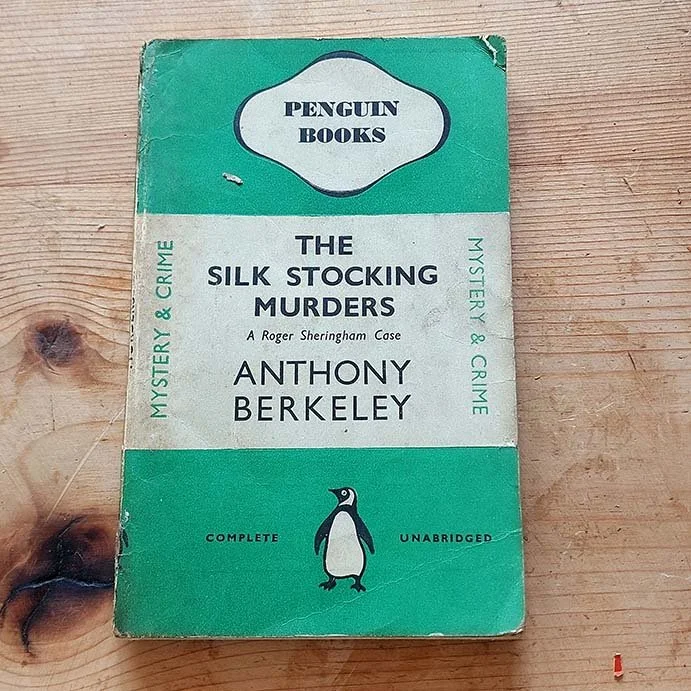 PENGUIN
BOOKS
THE
SILK STOCKING
MURDERS
A Roger Sheringham Case
ANTHONY
BERKELEY
MYSTERY & CRIME
MYSTERY & CRIME
COMPLETE
UNABRIDGED